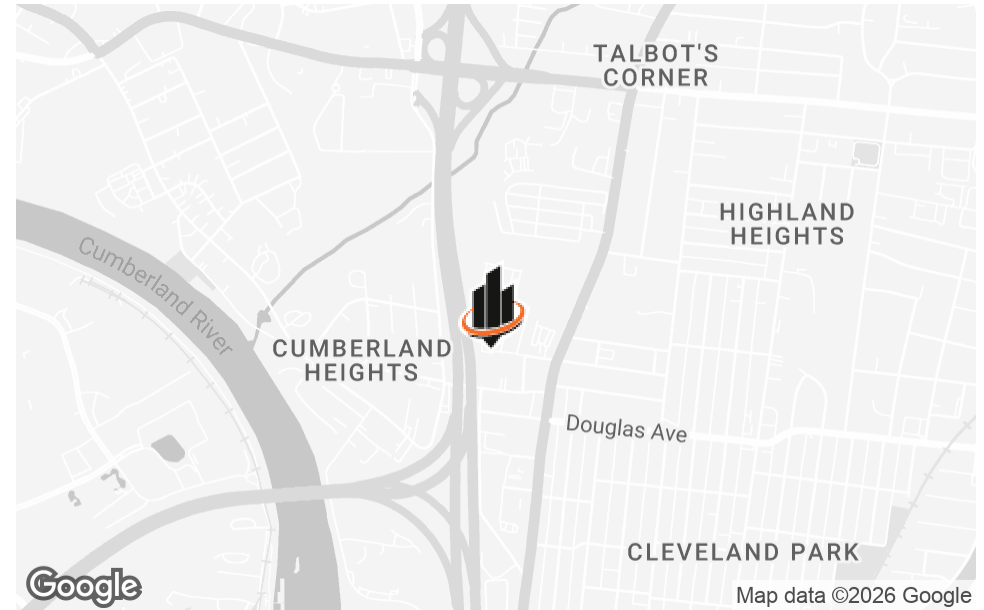 TALBOT'S
CORNER
HIGHLAND
HEIGHTS
Cumberland River
CUMBERLAND
HEIGHTS
Douglas Ave
CLEVELAND PARK
Google
Map data ©2026 Google